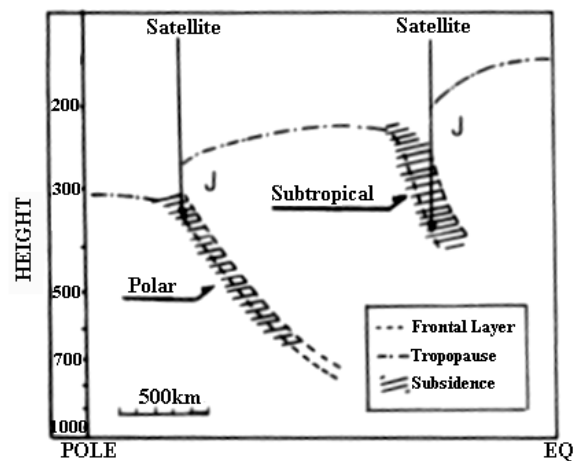 Satellite Satellite
200
J
J
300
Subtropical
HEIGHT
Polar
500
Frontal Layer
700
Tropopause
Subsidence
500km
1000
POLE EQ